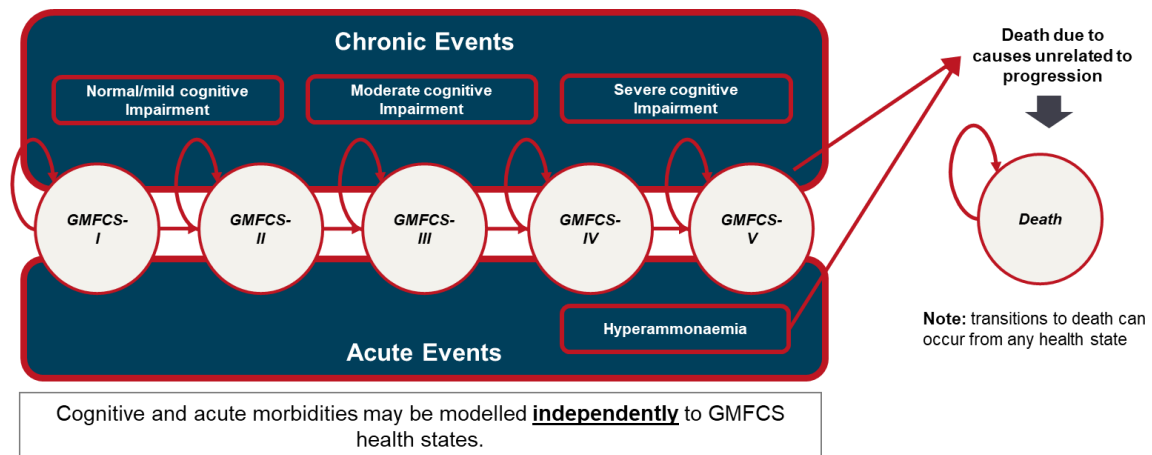 Chronic Events
Normal/mild cognitive
Impairment
Moderate cognitive
Impairment
Severe cognitive
Impairment
GMFCS-
I
GMFCS-
II
GMFCS-
III
GMFCS-
IV
GMFCS-
V
Hyperammonaemia
Acute Events
Cognitive and acute morbidities may be modelled independently to GMFCS
health states.
Death due to
causes unrelated to
progression
Death
Note: transitions to death can
occur from any health state